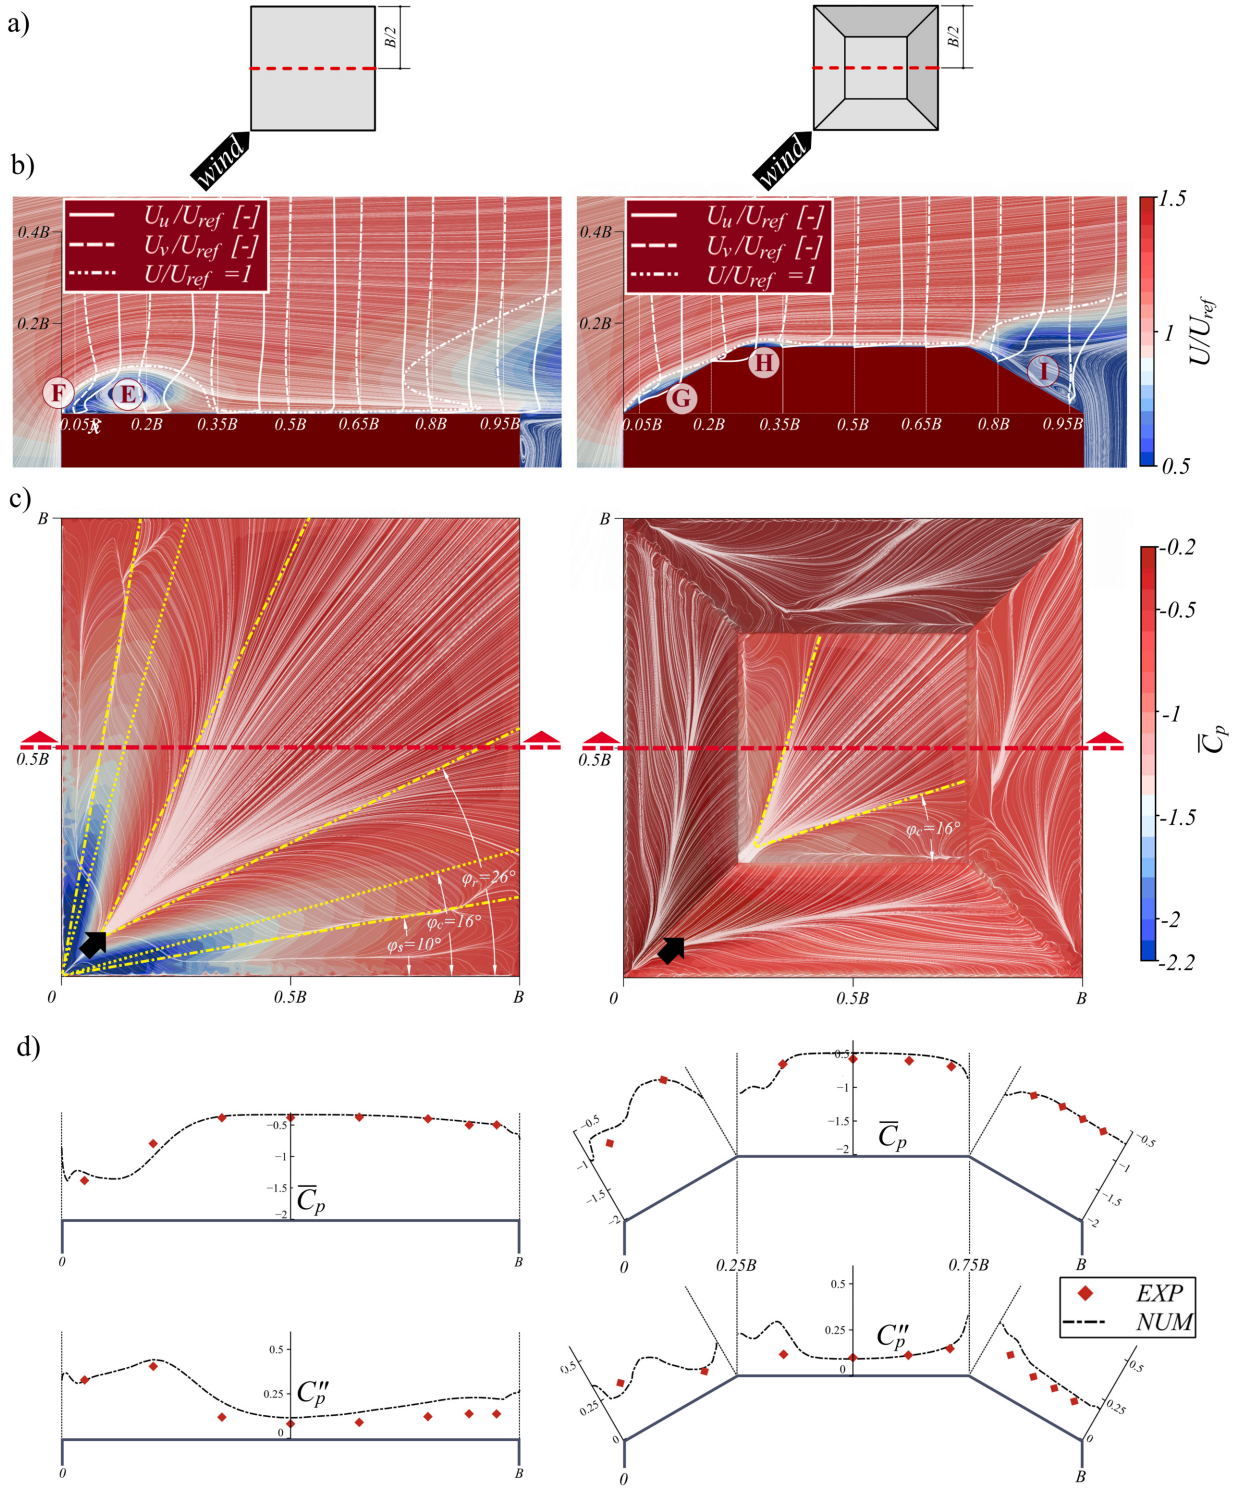 a)
B/2
B/2
wind
wind
b)
U_u/U_ref [-]
U_v/U_ref [-]
U/U_ref =1
U_u/U_ref [-]
U_v/U_ref [-]
U/U_ref =1
0.4B
0.2B
0.4B
0.2B
F
E
G
H
I
0.05B
x
0.2B
0.35B
0.5B
0.65B
0.8B
0.95B
0.05B
0.2B
0.35B
0.5B
0.65B
0.8B
0.95B
1.5
1
0.5
U/U_ref
c)
B
0.5B
0
0.5B
B
φ_r=26°
φ_c=16°
φ_s=10°
B
0.5B
0
0.5B
B
φ_c=16°
-0.2
-0.5
-1
-1.5
-2
-2.2
C̅_p
d)
−0.5
−1
−1.5
−2
C̅_p
0
B
−0.5
−1
−1.5
−2
-0.5
−1
−1.5
−2
C̅_p
−0.5
−1
−1.5
−2
0
0.25B
0.75B
B
0.5
0.25
0
C″_p
0
B
0.5
0.25
0
0.5
0.25
0
C″_p
0.5
0.25
0
0
B
EXP
NUM